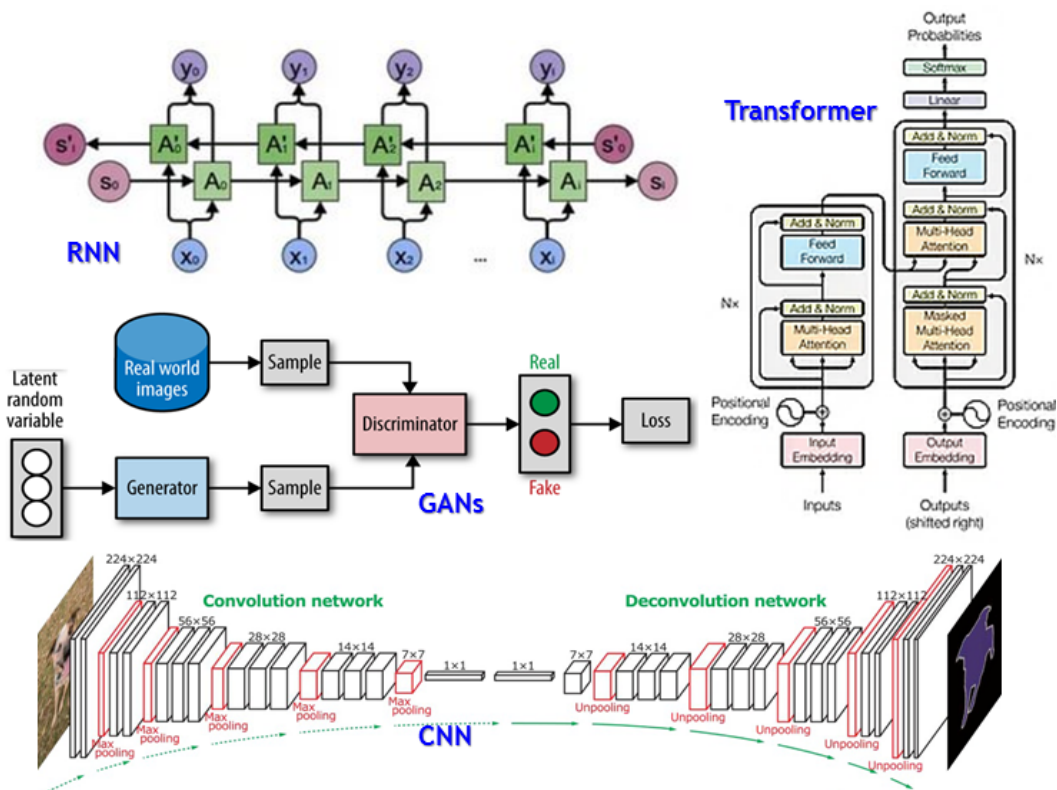 y₀
y₁
y₂
yᵢ
S'ᵢ
A'₀
A'₁
A'₂
A'ᵢ
S'₀
S₀
A₀
A₁
A₂
Aᵢ
Sᵢ
RNN
X₀
X₁
X₂
...
Xᵢ
Transformer
Output
Probabilities
Softmax
Linear
Add & Norm
Feed
Forward
Add & Norm
Multi-Head
Attention
Add & Norm
Masked
Multi-Head
Attention
Nx
Add & Norm
Feed
Forward
Add & Norm
Multi-Head
Attention
Nx
Positional
Encoding
Positional
Encoding
Input
Embedding
Output
Embedding
Inputs
Outputs
(shifted right)
Latent
random
variable
Real world
images
Sample
Generator
Sample
Discriminator
Real
Fake
Loss
GANs
Convolution network
Deconvolution network
224×224
112×112
56×56
28×28
14×14
7×7
1×1
1×1
7×7
14×14
28×28
56×56
112×112
224×224
Max
pooling
Max
pooling
Max
pooling
Max
pooling
Max
pooling
Unpooling
Unpooling
Unpooling
Unpooling
Unpooling
CNN